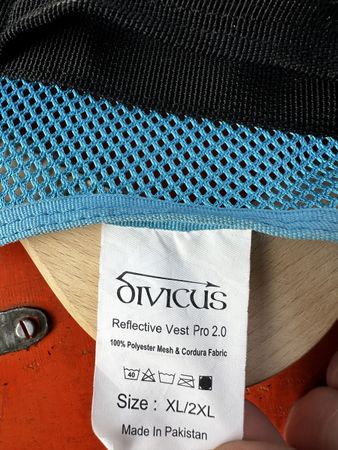 DIVICUS
Reflective Vest Pro 2.0
100% Polyester Mesh & Cordura Fabric
40
Size : XL/2XL
Made In Pakistan